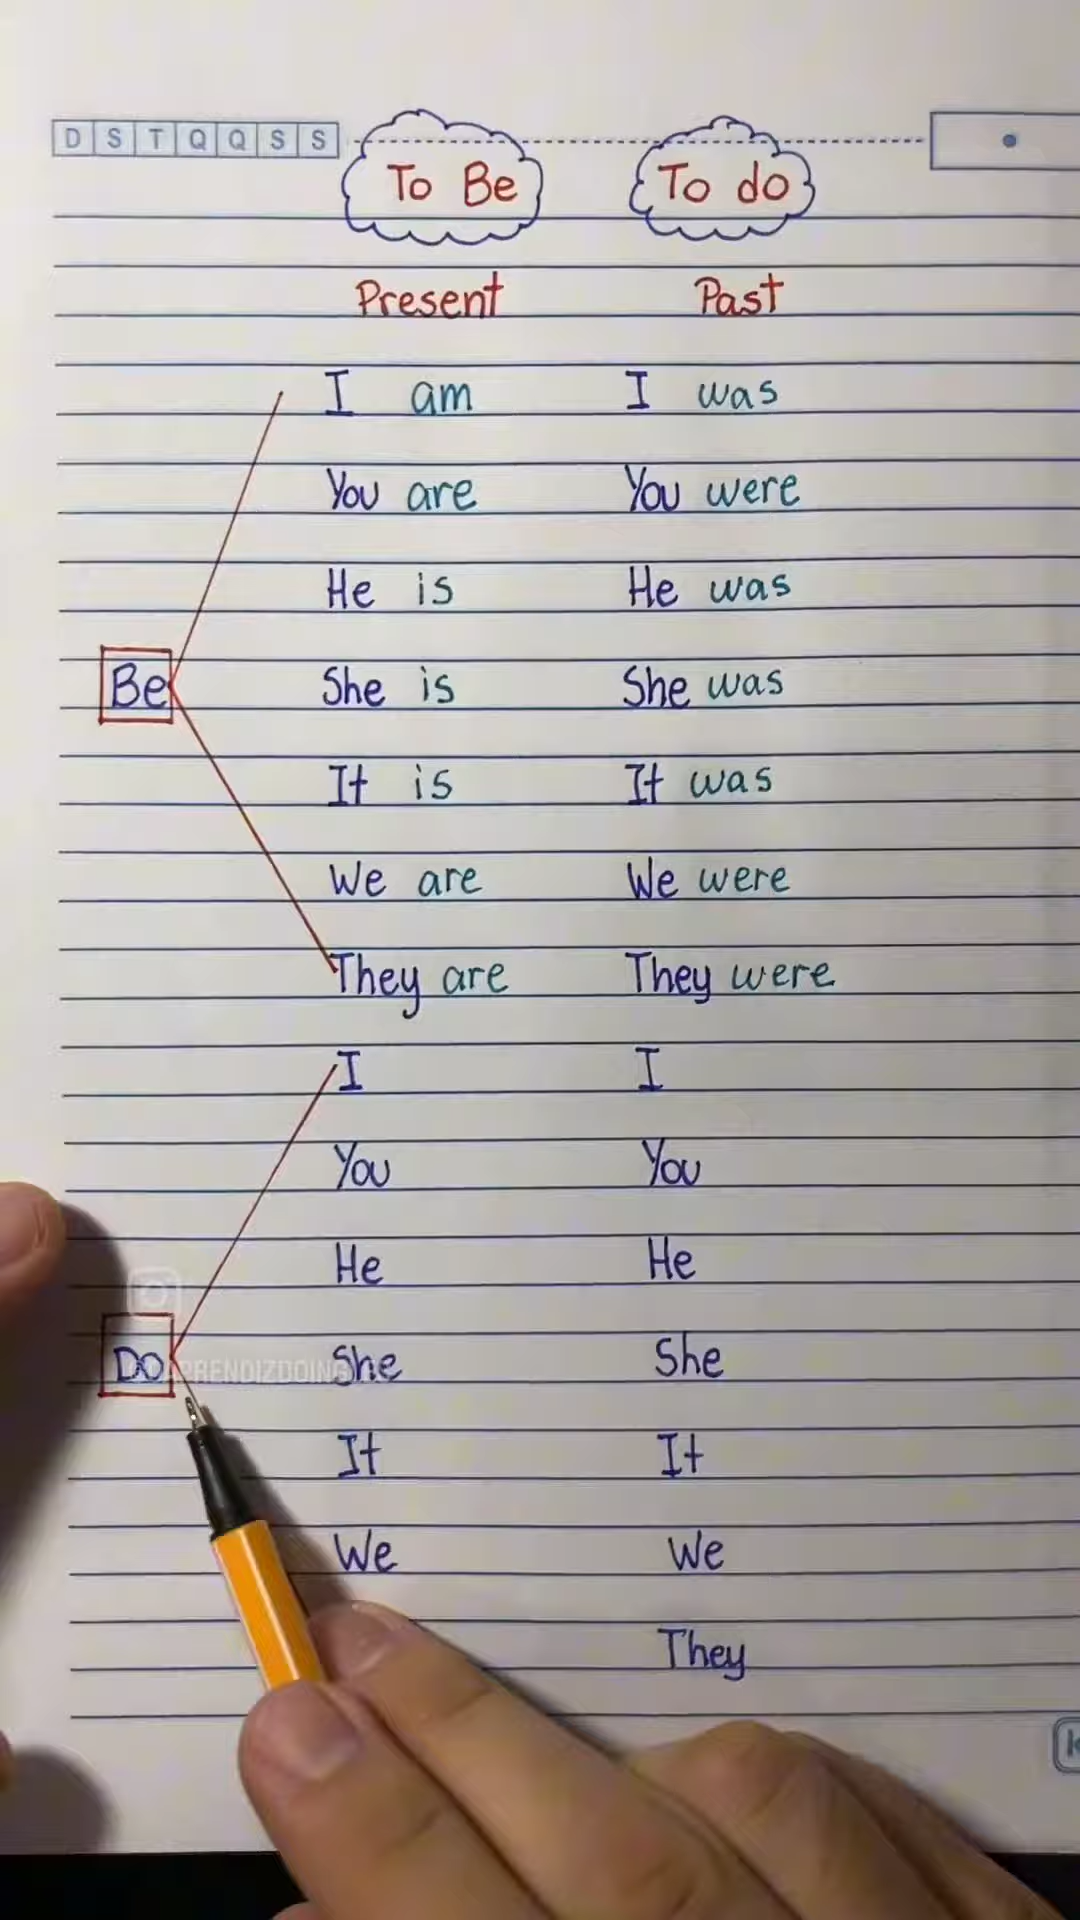 D S T Q Q S S
To Be To do
Present Past
I am I was
You are You were
He is He was
Be She is She was
It is It was
We are We were
They are They were
I I
You You
He He
Do She She
It It
We We
They